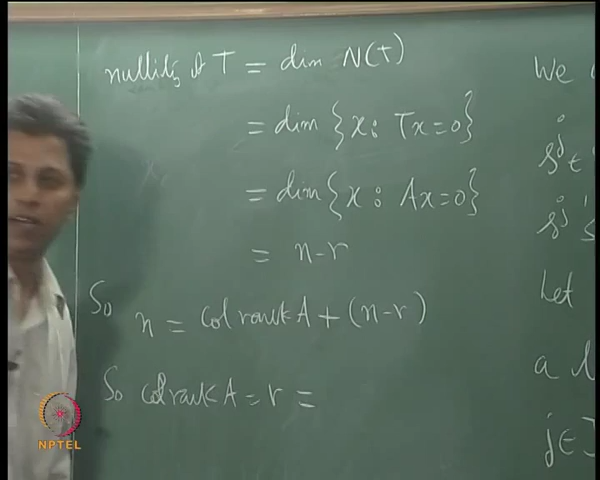 nullity of T = dim N(T)
= dim {x : Tx = 0}
= dim {x : Ax = 0}
= n - r
So n = col rank A + (n - r)
So col rank A = r =
We
Let
a
j ∈
NPTEL